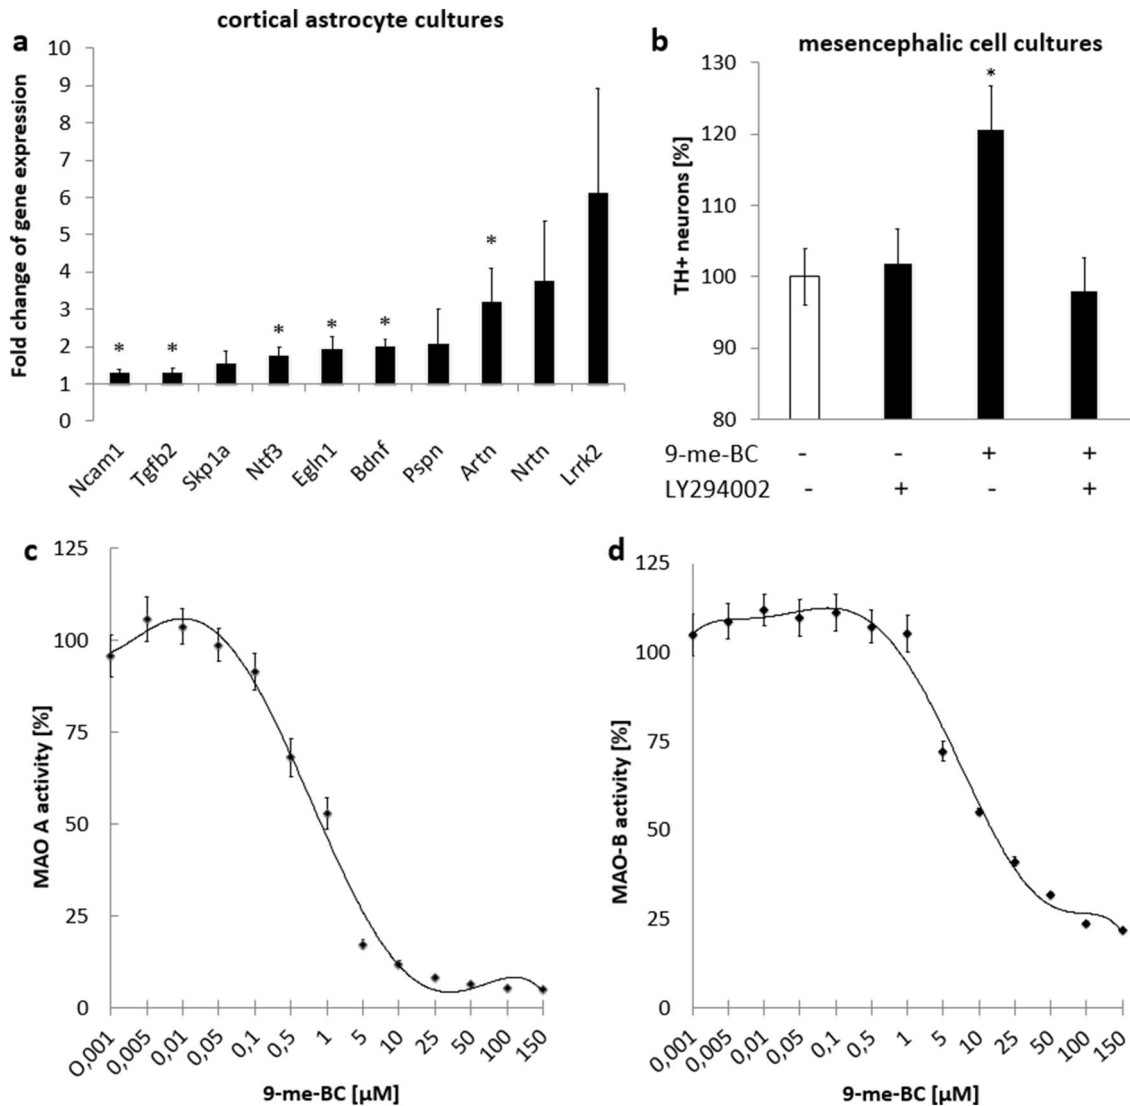 cortical astrocyte cultures
a
Fold change of gene expression
10
9
8
7
6
5
4
3
2
1
0
* * * * * *
Ncam1 Tgfb2 Skp1a Ntf3 Egln1 Bdnf Pspn Artn Nrtn Lrrk2
b
mesencephalic cell cultures
TH+ neurons [%]
130
120
110
100
90
80
*
9-me-BC - - + +
LY294002 - + - +
c
MAO A activity [%]
125
100
75
50
25
0
O,001 0,005 0,01 0,05 0,1 0,5 1 5 10 25 50 100 150
9-me-BC [µM]
d
MAO-B activity [%]
125
100
75
50
25
0
0,001 0,005 0,01 0,05 0,1 0,5 1 5 10 25 50 100 150
9-me-BC [µM]